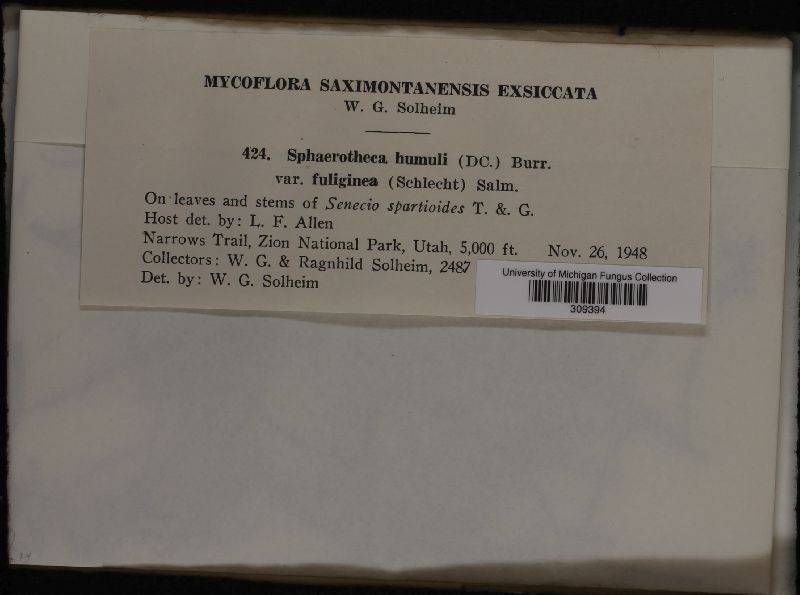 MYCOFLORA SAXIMONTANENSIS EXSICCATA
W. G. Solheim
424. Sphaerotheca humuli (DC.) Burr.
var. fuliginea (Schlecht) Salm.
On leaves and stems of Senecio spartioides T. &. G.
Host det. by: L. F. Allen
Narrows Trail, Zion National Park, Utah, 5,000 ft. Nov. 26, 1948
Collectors: W. G. & Ragnhild Solheim, 2487
Det. by: W. G. Solheim
University of Michigan Fungus Collection
309394